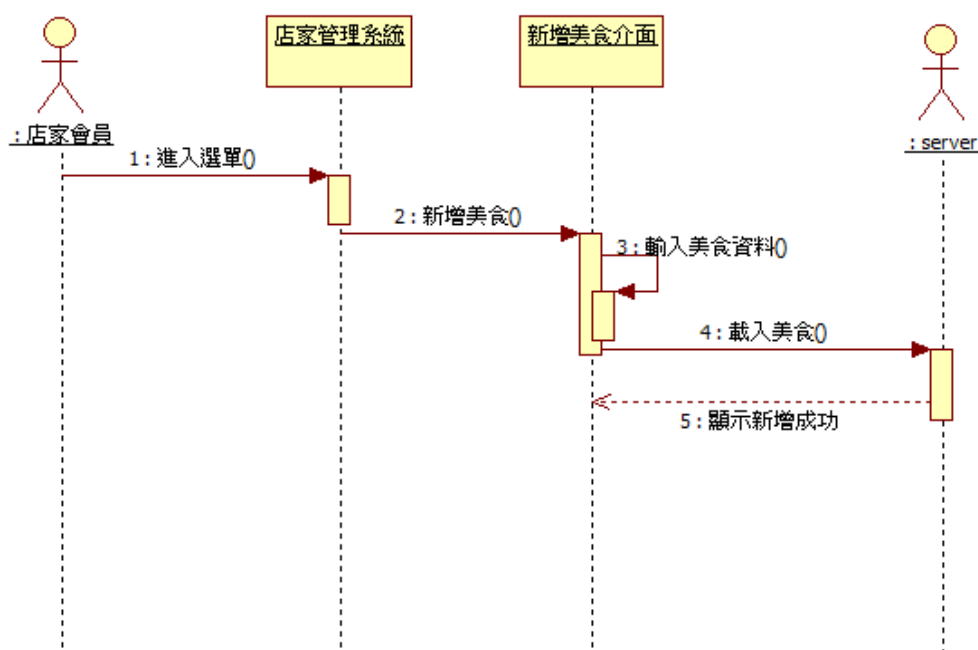 店家管理系統
新增美食介面
: 店家會員
: server
1 : 進入選單()
2 : 新增美食()
3 : 輸入美食資料()
4 : 載入美食()
5 : 顯示新增成功